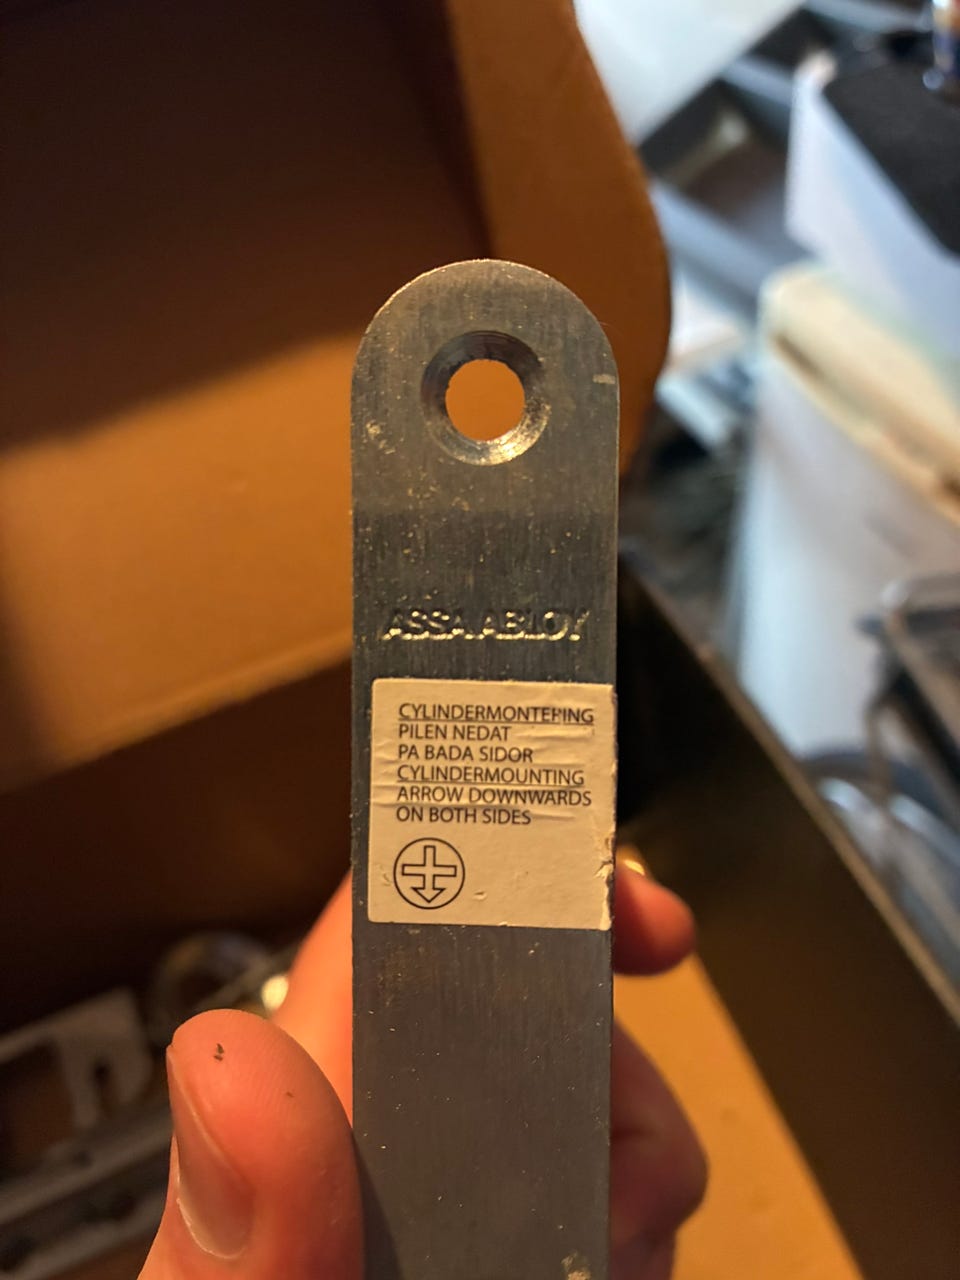 ASSA ABLOY
CYLINDERMONTERING
PILEN NEDAT
PA BADA SIDOR
CYLINDERMOUNTING
ARROW DOWNWARDS
ON BOTH SIDES